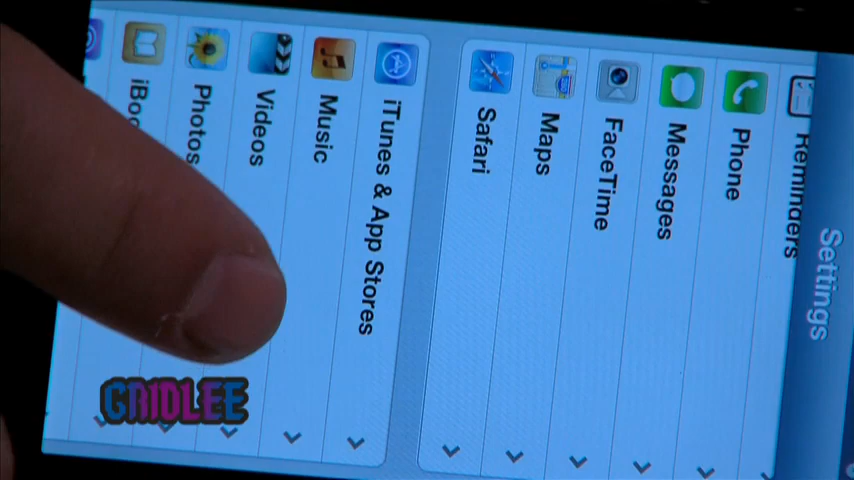 Settings
Reminders
Phone
Messages
FaceTime
Maps
Safari
iTunes & App Stores
Music
Videos
Photos
GRIDLEE